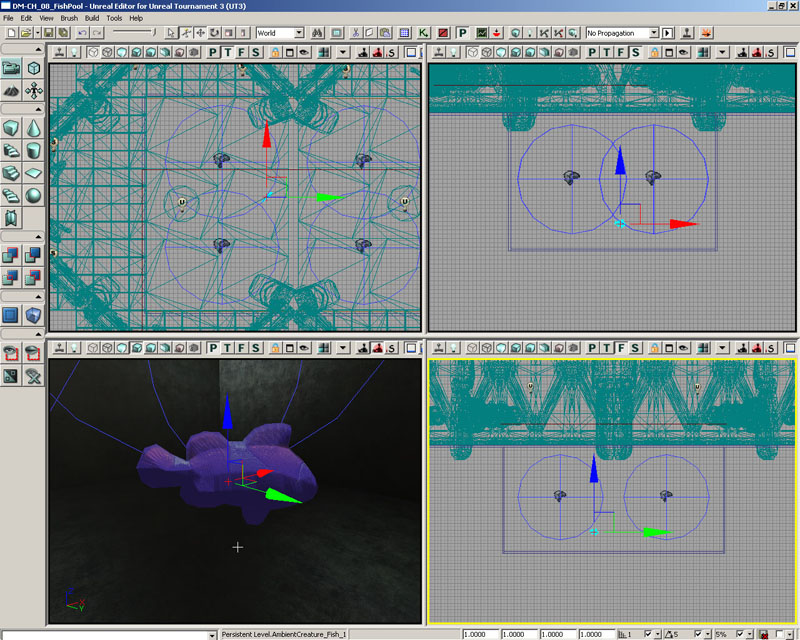 DM-CH_08_FishPool - Unreal Editor for Unreal Tournament 3 (UT3)
File Edit View Brush Build Tools Help
World
K
P
No Propagation
P T F S
P T F S
P T F S
P T F S
U
U
S
Z
X
Y
Persistent Level.AmbientCreature_Fish_1
1.0000 1.0000 1.0000 1.0000
1
5
5%